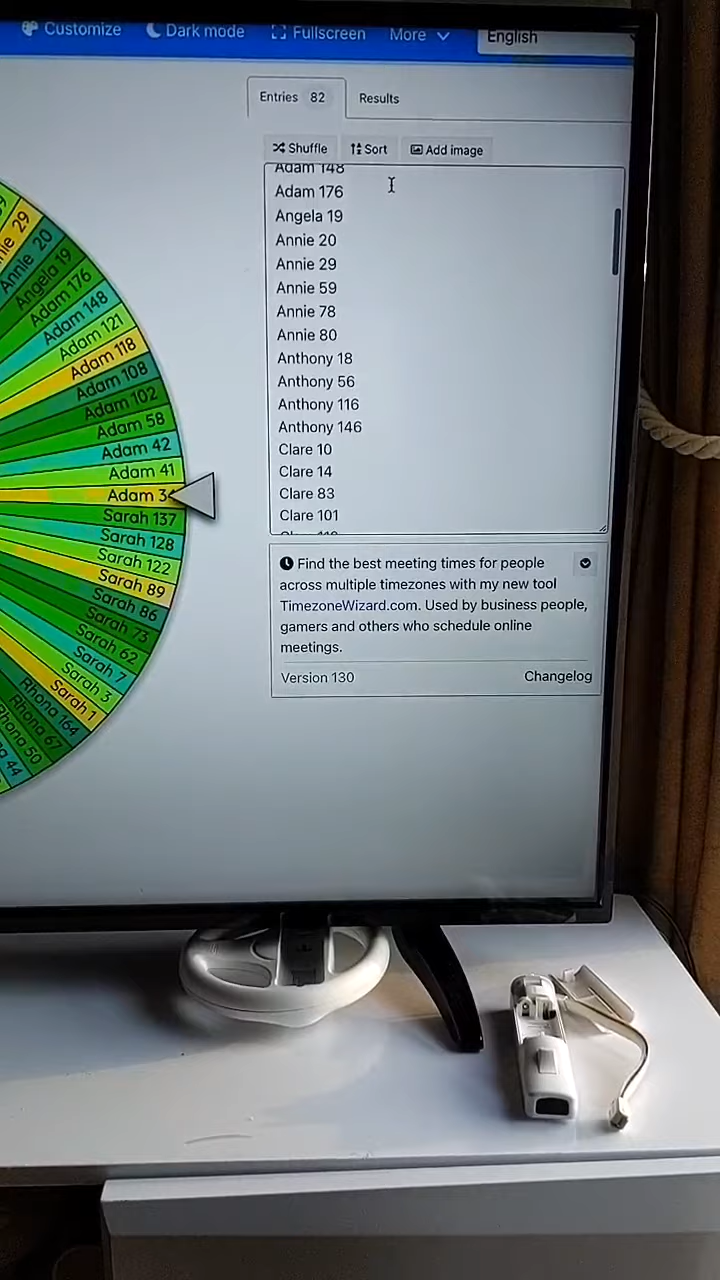 Customize
Dark mode
Fullscreen
More
English
Entries 82
Results
Shuffle
Sort
Add image
Adam 148
Adam 176
Angela 19
Annie 20
Annie 29
Annie 59
Annie 78
Annie 80
Anthony 18
Anthony 56
Anthony 116
Anthony 146
Clare 10
Clare 14
Clare 83
Clare 101
Find the best meeting times for people
across multiple timezones with my new tool
TimezoneWizard.com. Used by business people,
gamers and others who schedule online
meetings.
Version 130
Changelog
29
Annie 20
Angela 19
Adam 176
Adam 148
Adam 121
Adam 118
Adam 108
Adam 102
Adam 58
Adam 42
Adam 41
Adam
Sarah 137
Sarah 128
Sarah 122
Sarah 89
Sarah 86
Sarah 73
Sarah 62
Sarah 7
Sarah 3
Sarah 1
Rhona 164
Rhona 67
Rhona 50
44